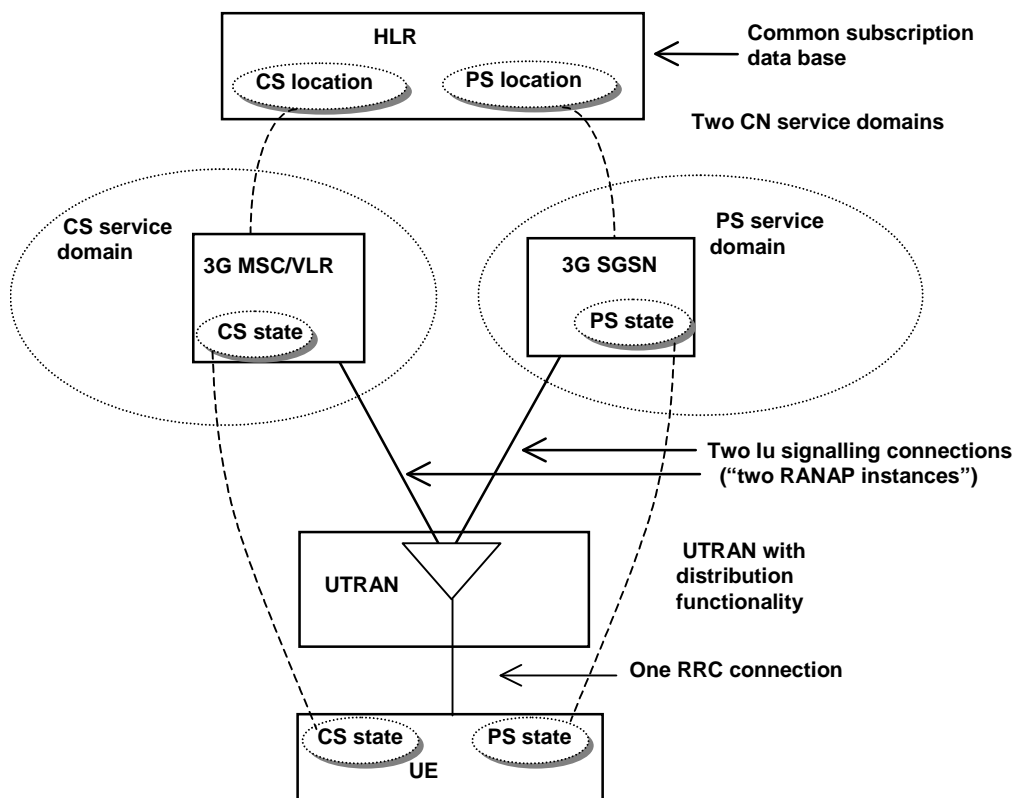 HLR
Common subscription
data base
CS location
PS location
Two CN service domains
CS service
domain
PS service
domain
3G MSC/VLR
3G SGSN
CS state
PS state
Two Iu signalling connections
(“two RANAP instances”)
UTRAN
UTRAN with
distribution
functionality
One RRC connection
CS state
PS state
UE